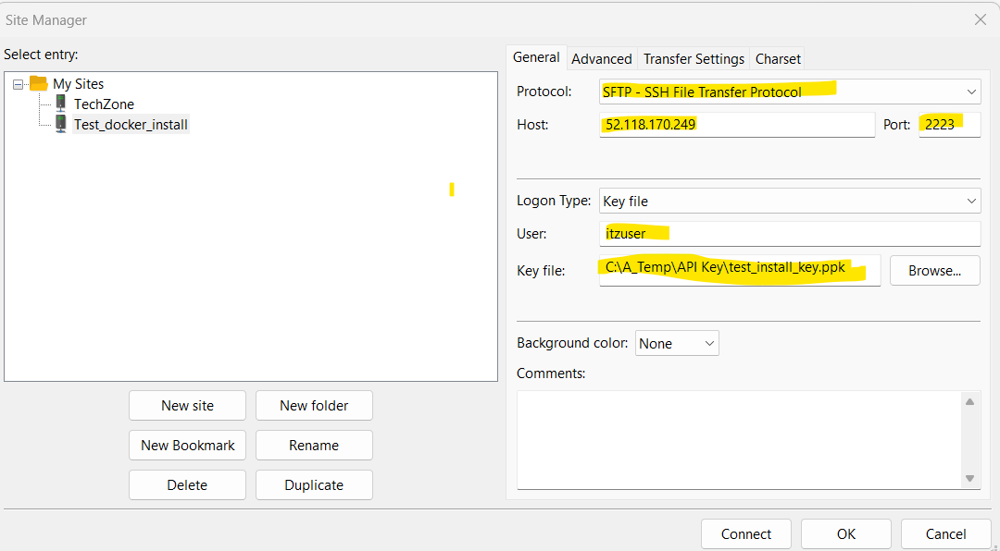 Site Manager
Select entry:
My Sites
TechZone
Test_docker_install
New site
New folder
New Bookmark
Rename
Delete
Duplicate
General
Advanced
Transfer Settings
Charset
Protocol:
SFTP - SSH File Transfer Protocol
Host:
52.118.170.249
Port:
2223
Logon Type:
Key file
User:
itzuser
Key file:
C:\A_Temp\API Key\test_install_key.ppk
Browse...
Background color:
None
Comments:
Connect
OK
Cancel